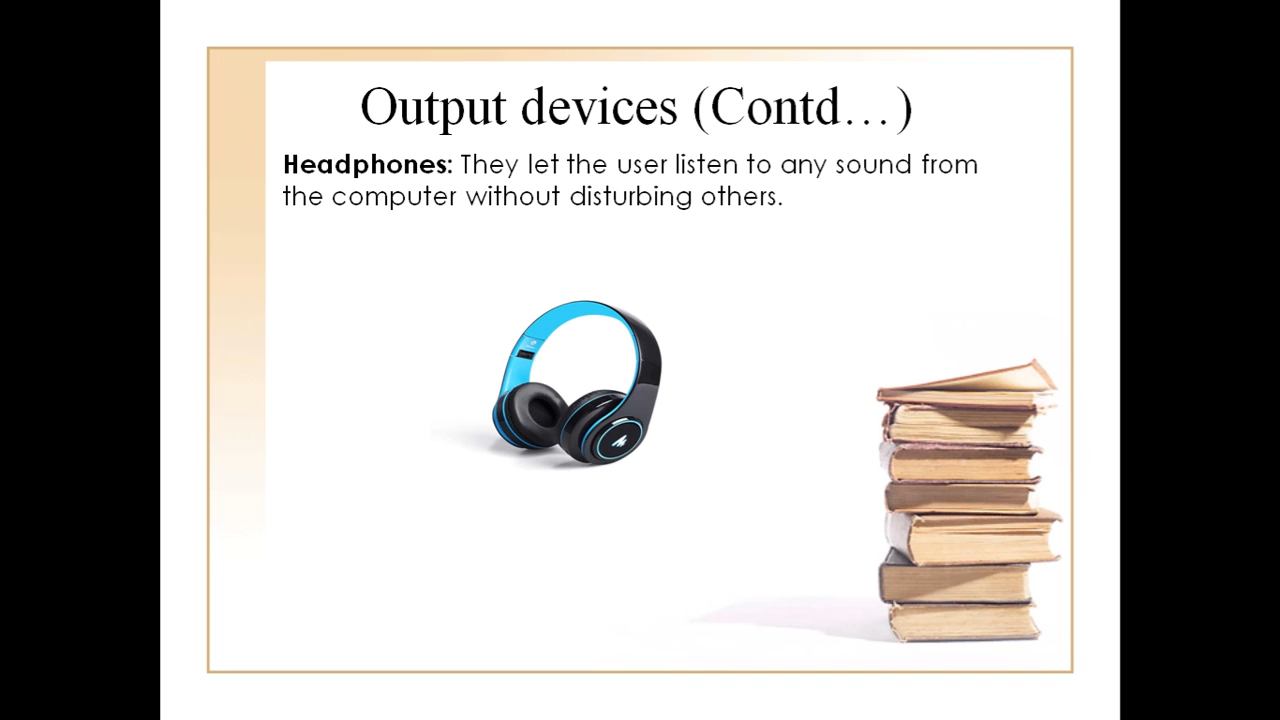 Output devices (Contd…)
Headphones: They let the user listen to any sound from
the computer without disturbing others.